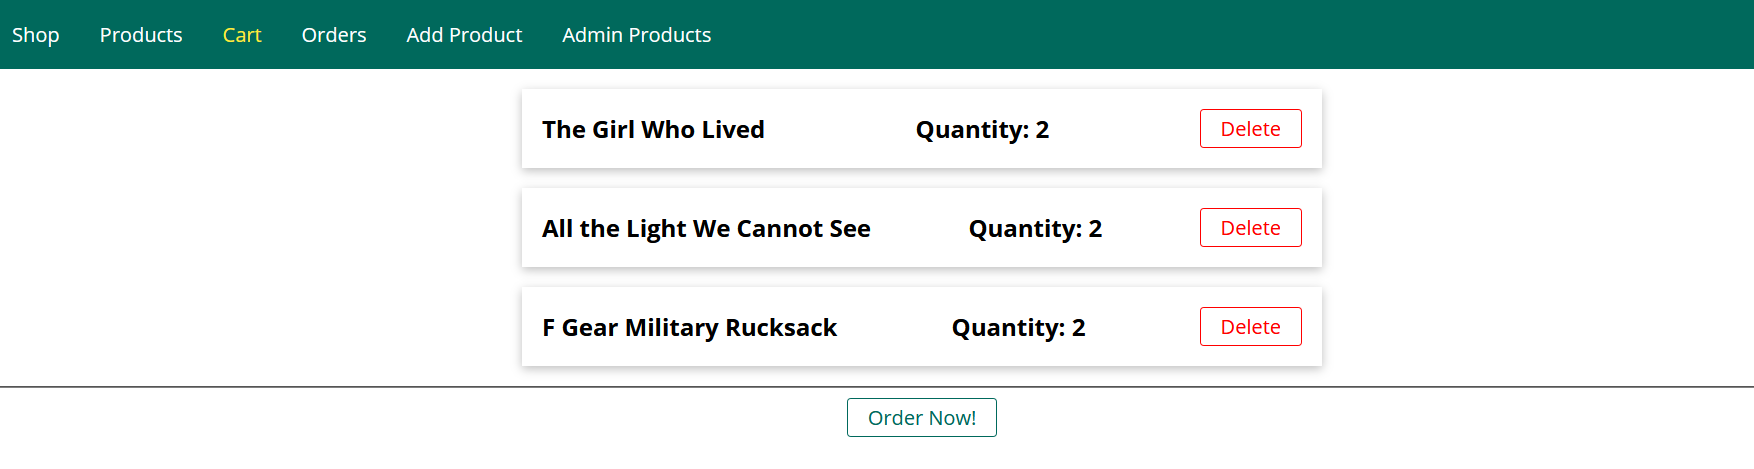 Shop Products Cart Orders Add Product Admin Products
The Girl Who Lived Quantity: 2 Delete
All the Light We Cannot See Quantity: 2 Delete
F Gear Military Rucksack Quantity: 2 Delete
Order Now!